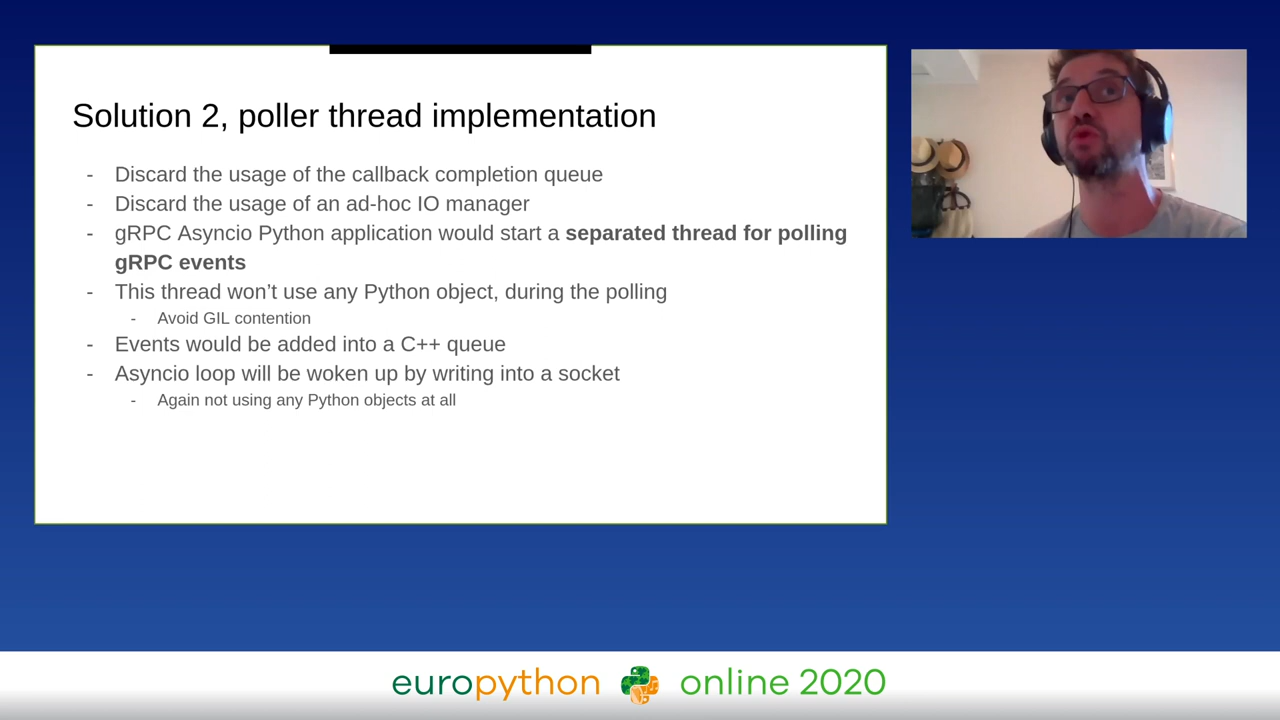 Solution 2, poller thread implementation
- Discard the usage of the callback completion queue
- Discard the usage of an ad-hoc IO manager
- gRPC Asyncio Python application would start a separated thread for polling
gRPC events
- This thread won’t use any Python object, during the polling
- Avoid GIL contention
- Events would be added into a C++ queue
- Asyncio loop will be woken up by writing into a socket
- Again not using any Python objects at all
europython online 2020